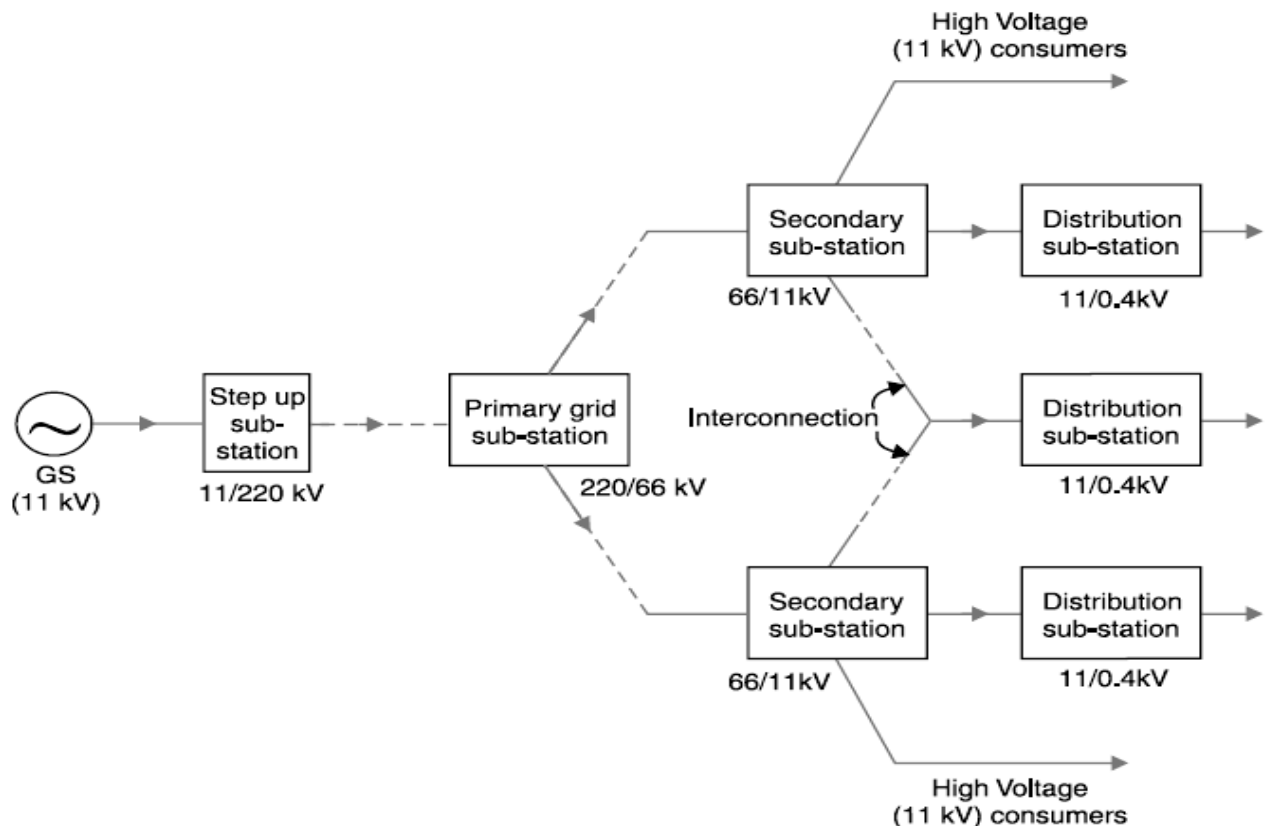 High Voltage
(11 kV) consumers
Secondary
sub-station
66/11kV
Distribution
sub-station
11/0.4kV
GS
(11 kV)
Step up
sub-
station
11/220 kV
Primary grid
sub-station
220/66 kV
Interconnection
Distribution
sub-station
11/0.4kV
Secondary
sub-station
66/11kV
Distribution
sub-station
11/0.4kV
High Voltage
(11 kV) consumers